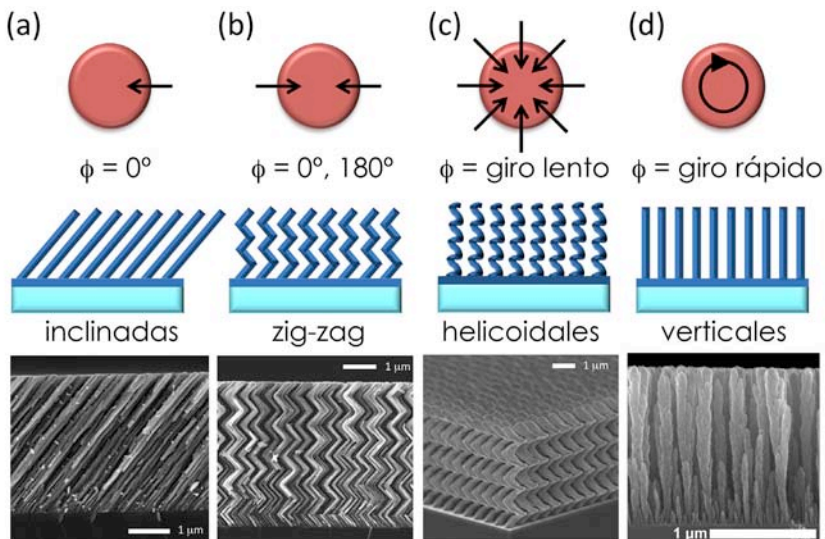 (a)
(b)
(c)
(d)
ϕ = 0º
ϕ = 0º, 180º
ϕ = giro lento
ϕ = giro rápido
inclinadas
zig-zag
helicoidales
verticales
1 µm
1 µm
1 µm
1 µm